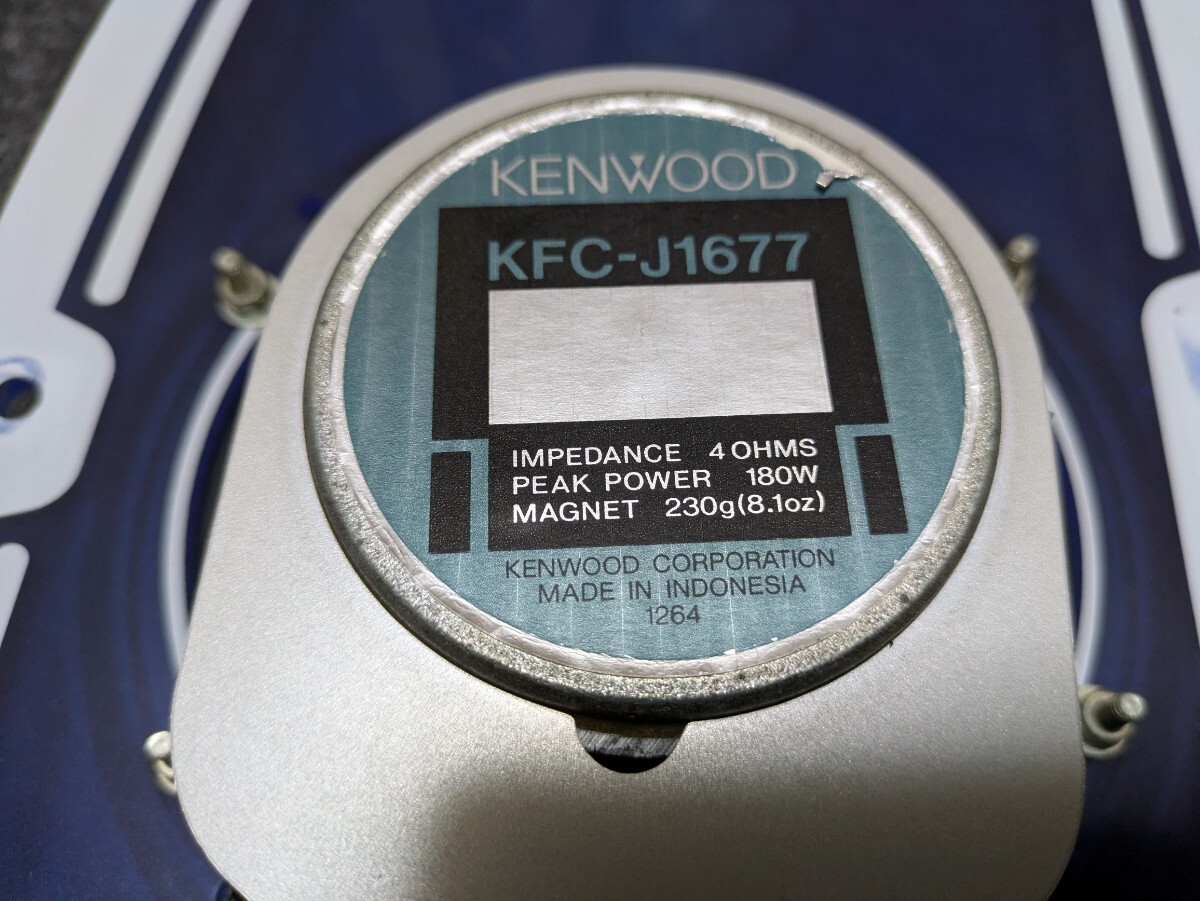 KENWOOD
KFC-J1677
IMPEDANCE 4 OHMS
PEAK POWER 180W
MAGNET 230g(8.1oz)
KENWOOD CORPORATION
MADE IN INDONESIA
1264